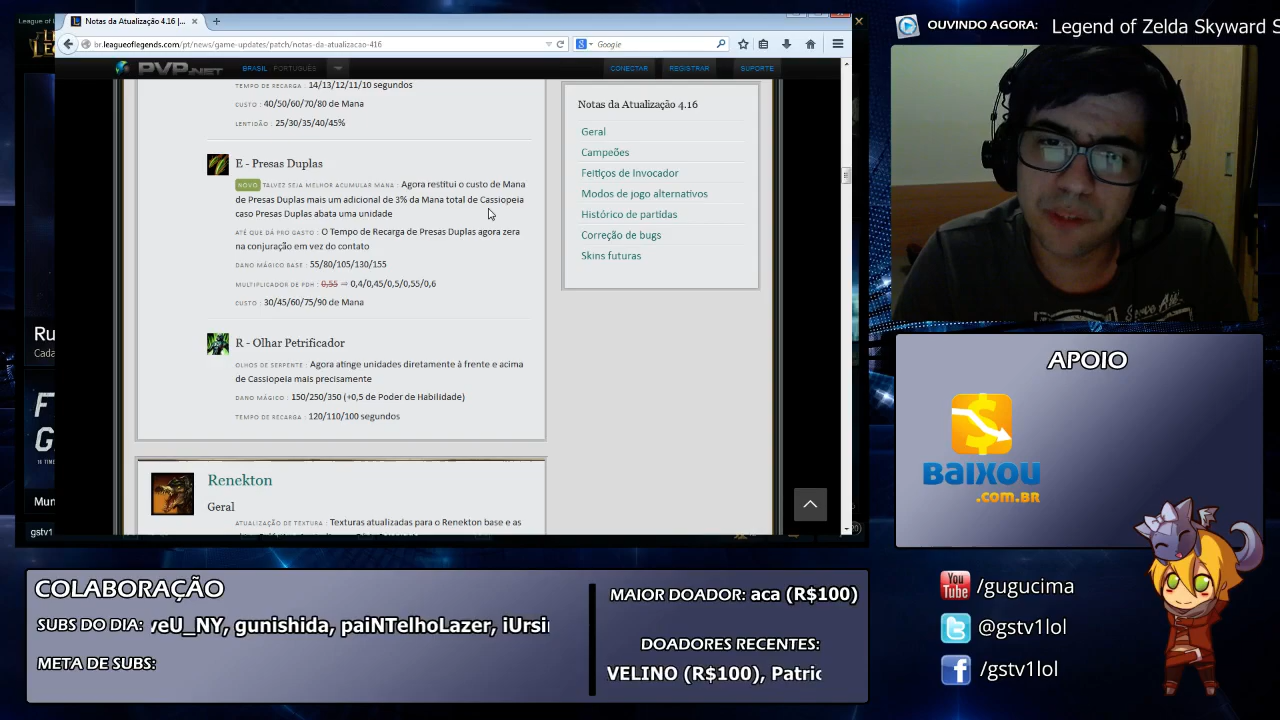 League of
Notas da Atualização 4.16 |...
OUVINDO AGORA: Legend of Zelda Skyward S
br.leagueoflegends.com/pt/news/game-updates/patch/notas-da-atualizacao-416
Google
PVP.NET
BRASIL
PORTUGUÊS
CONECTAR
REGISTRAR
SUPORTE
TEMPO DE RECARGA : 14/13/12/11/10 segundos
CUSTO : 40/50/60/70/80 de Mana
LENTIDÃO : 25/30/35/40/45%
E - Presas Duplas
NOVO TALVEZ SEJA MELHOR ACUMULAR MANA : Agora restitui o custo de Mana
de Presas Duplas mais um adicional de 3% da Mana total de Cassiopeia
caso Presas Duplas abata uma unidade
ATÉ QUE DÁ PRO GASTO : O Tempo de Recarga de Presas Duplas agora zera
na conjuração em vez do contato
DANO MÁGICO BASE : 55/80/105/130/155
MULTIPLICADOR DE PDH : 0,55 ⇒ 0,4/0,45/0,5/0,55/0,6
CUSTO : 30/45/60/75/90 de Mana
R - Olhar Petrificador
OLHOS DE SERPENTE : Agora atinge unidades diretamente à frente e acima
de Cassiopeia mais precisamente
DANO MÁGICO : 150/250/350 (+0,5 de Poder de Habilidade)
TEMPO DE RECARGA : 120/110/100 segundos
Renekton
Geral
ATUALIZAÇÃO DE TEXTURA : Texturas atualizadas para o Renekton base e as
Notas da Atualização 4.16
Geral
Campeões
Feitiços de Invocador
Modos de jogo alternativos
Histórico de partidas
Correção de bugs
Skins futuras
Ru
Cada
F
G
Mun
gstv1
APOIO
BAIXOU
.COM.BR
COLABORAÇÃO
SUBS DO DIA: veU_NY, gunishida, paiNTelhoLazer, iUrsi
META DE SUBS:
MAIOR DOADOR: aca (R$100)
DOADORES RECENTES:
VELINO (R$100), Patric
You Tube /gugucima
@gstv1lol
/gstv1lol